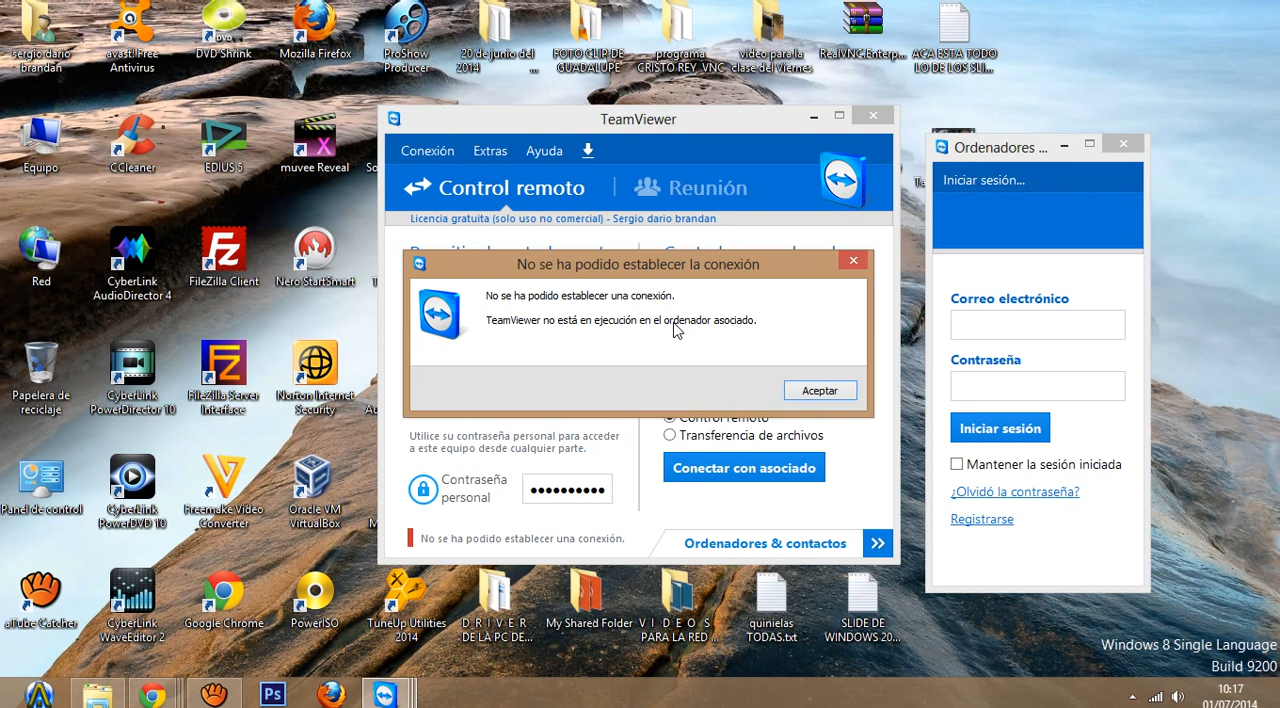 sergio dario
brandan
avast! Free
Antivirus
DVD Shrink
Mozilla Firefox
ProShow
Producer
20 de junio del
2014 ...
FOTO CLIP DE
GUADALUPE
programa
CRISTO REY_VNC
video para la
clase del Viernes
RealVNC.Enterp...
ACA ESTA TODO
LO DE LOS SLI...
Equipo
CCleaner
EDIUS 5
muvee Reveal
Red
CyberLink
AudioDirector 4
FileZilla Client
Nero StartSmart
Papelera de
reciclaje
CyberLink
PowerDirector 10
FileZilla Server
Interface
Norton Internet
Security
Panel de control
CyberLink
PowerDVD 10
Freemake Video
Converter
Oracle VM
VirtualBox
aTube Catcher
CyberLink
WaveEditor 2
Google Chrome
PowerISO
TuneUp Utilities
2014
D R I V E R
DE LA PC DE...
My Shared Folder
V I D E O S
PARA LA RED ...
quinielas
TODAS.txt
SLIDE DE
WINDOWS 20...
TeamViewer
Conexión Extras Ayuda
Control remoto Reunión
Licencia gratuita (solo uso no comercial) - Sergio dario brandan
No se ha podido establecer la conexión
No se ha podido establecer una conexión.
TeamViewer no está en ejecución en el ordenador asociado.
Aceptar
Control remoto
Transferencia de archivos
Conectar con asociado
Utilice su contraseña personal para acceder
a este equipo desde cualquier parte.
Contraseña
personal
No se ha podido establecer una conexión.
Ordenadores & contactos
Ordenadores ...
Iniciar sesión...
Correo electrónico
Contraseña
Iniciar sesión
Mantener la sesión iniciada
¿Olvidó la contraseña?
Registrarse
Windows 8 Single Language
Build 9200
Ps
10:17
01/07/2014